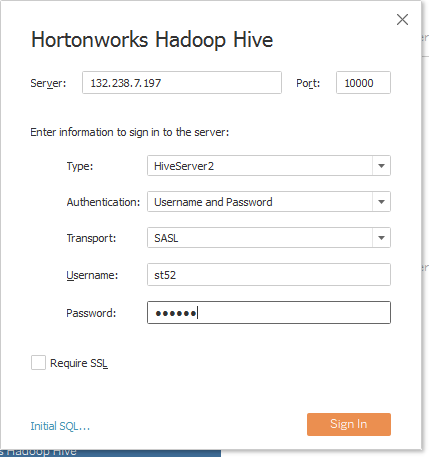 Hortonworks Hadoop Hive
Server: 132.238.7.197 Port: 10000
Enter information to sign in to the server:
Type: HiveServer2
Authentication: Username and Password
Transport: SASL
Username: st52
Password: ●●●●●●
Require SSL
Initial SQL... Sign In
s Hadoop Hive